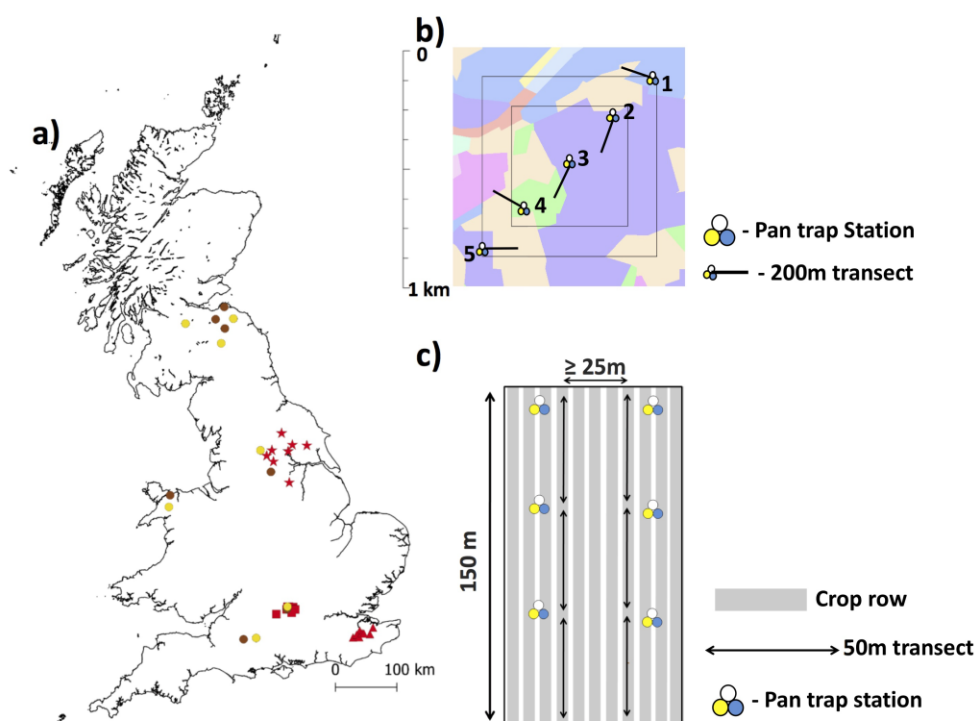 a)
0 100 km
b)
0
1 km
1
2
3
4
5
- Pan trap Station
- 200m transect
c)
≥ 25m
150 m
Crop row
50m transect
- Pan trap station